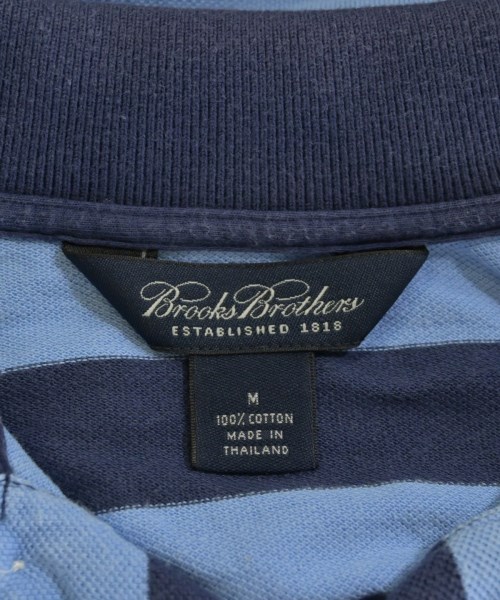 Brooks Brothers
ESTABLISHED 1818
M
100% COTTON
MADE IN
THAILAND